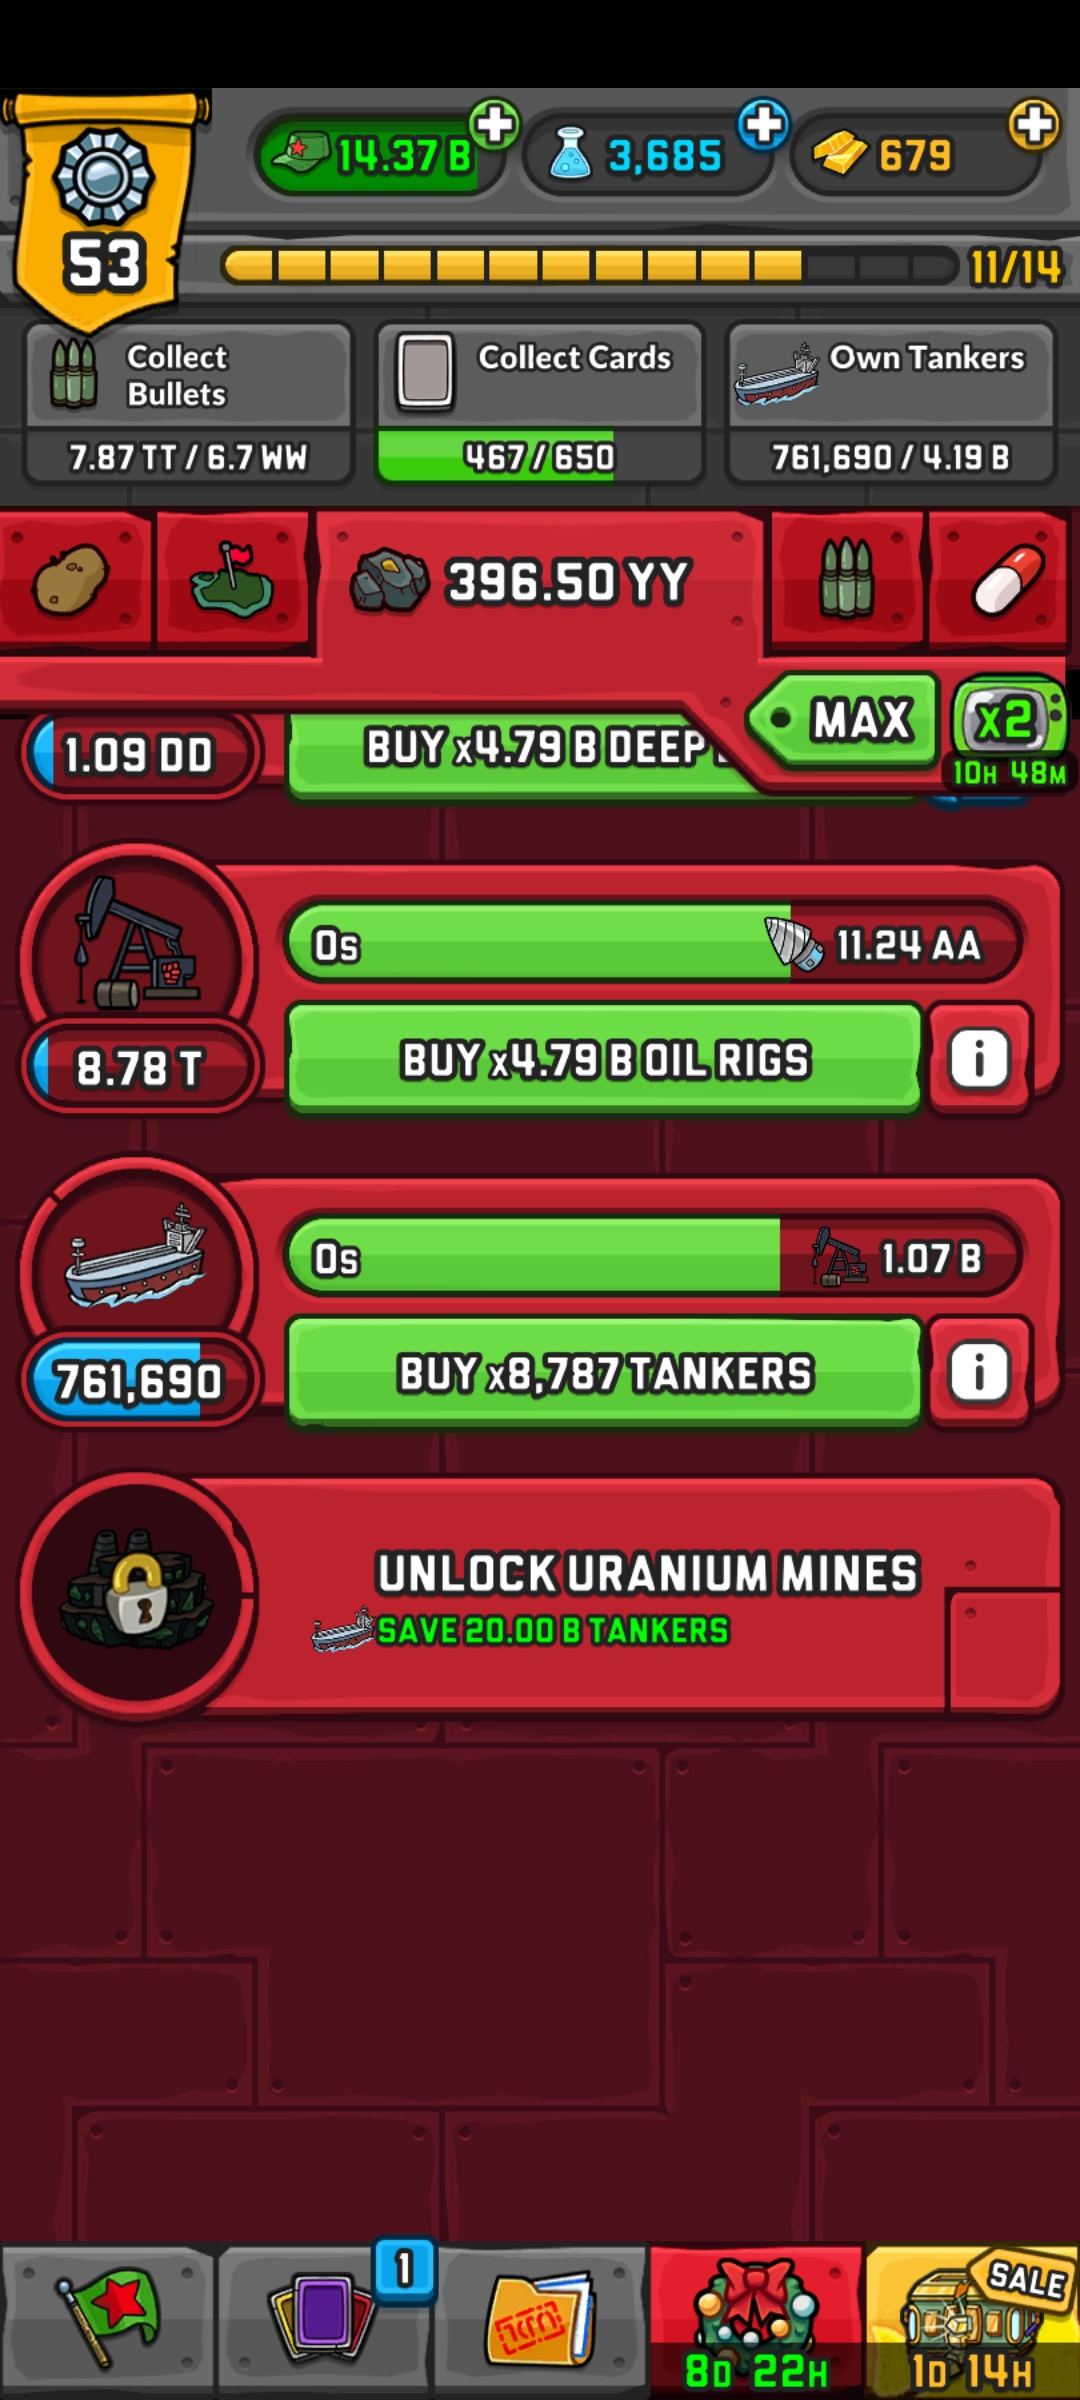 14.37 B
3,685
679
53
11/14
Collect
Bullets
7.87 TT / 6.7 WW
Collect Cards
467 / 650
Own Tankers
761,690 / 4.19 B
396.50 YY
MAX
x2
10H 48M
1.09 DD
BUY x4.79 B DEEP
0s
11.24 AA
8.78 T
BUY x4.79 B OIL RIGS
i
0s
1.07 B
761,690
BUY x8,787 TANKERS
i
UNLOCK URANIUM MINES
SAVE 20.00 B TANKERS
1
8D 22H
SALE
1D 14H